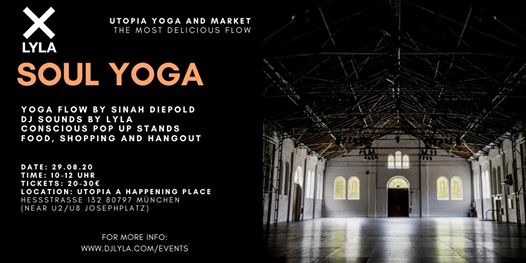 LYLA
UTOPIA YOGA AND MARKET
THE MOST DELICIOUS FLOW
SOUL YOGA
YOGA FLOW BY SINAH DIEPOLD
DJ SOUNDS BY LYLA
CONSCIOUS POP UP STANDS
FOOD, SHOPPING AND HANGOUT
DATE: 29.08.20
TIME: 10-12 UHR
TICKETS: 20-30€
LOCATION: UTOPIA A HAPPENING PLACE
HESSSTRASSE 132 80797 MÜNCHEN
(NEAR U2/U8 JOSEPHPLATZ)
FOR MORE INFO:
WWW.DJLYLA.COM/EVENTS